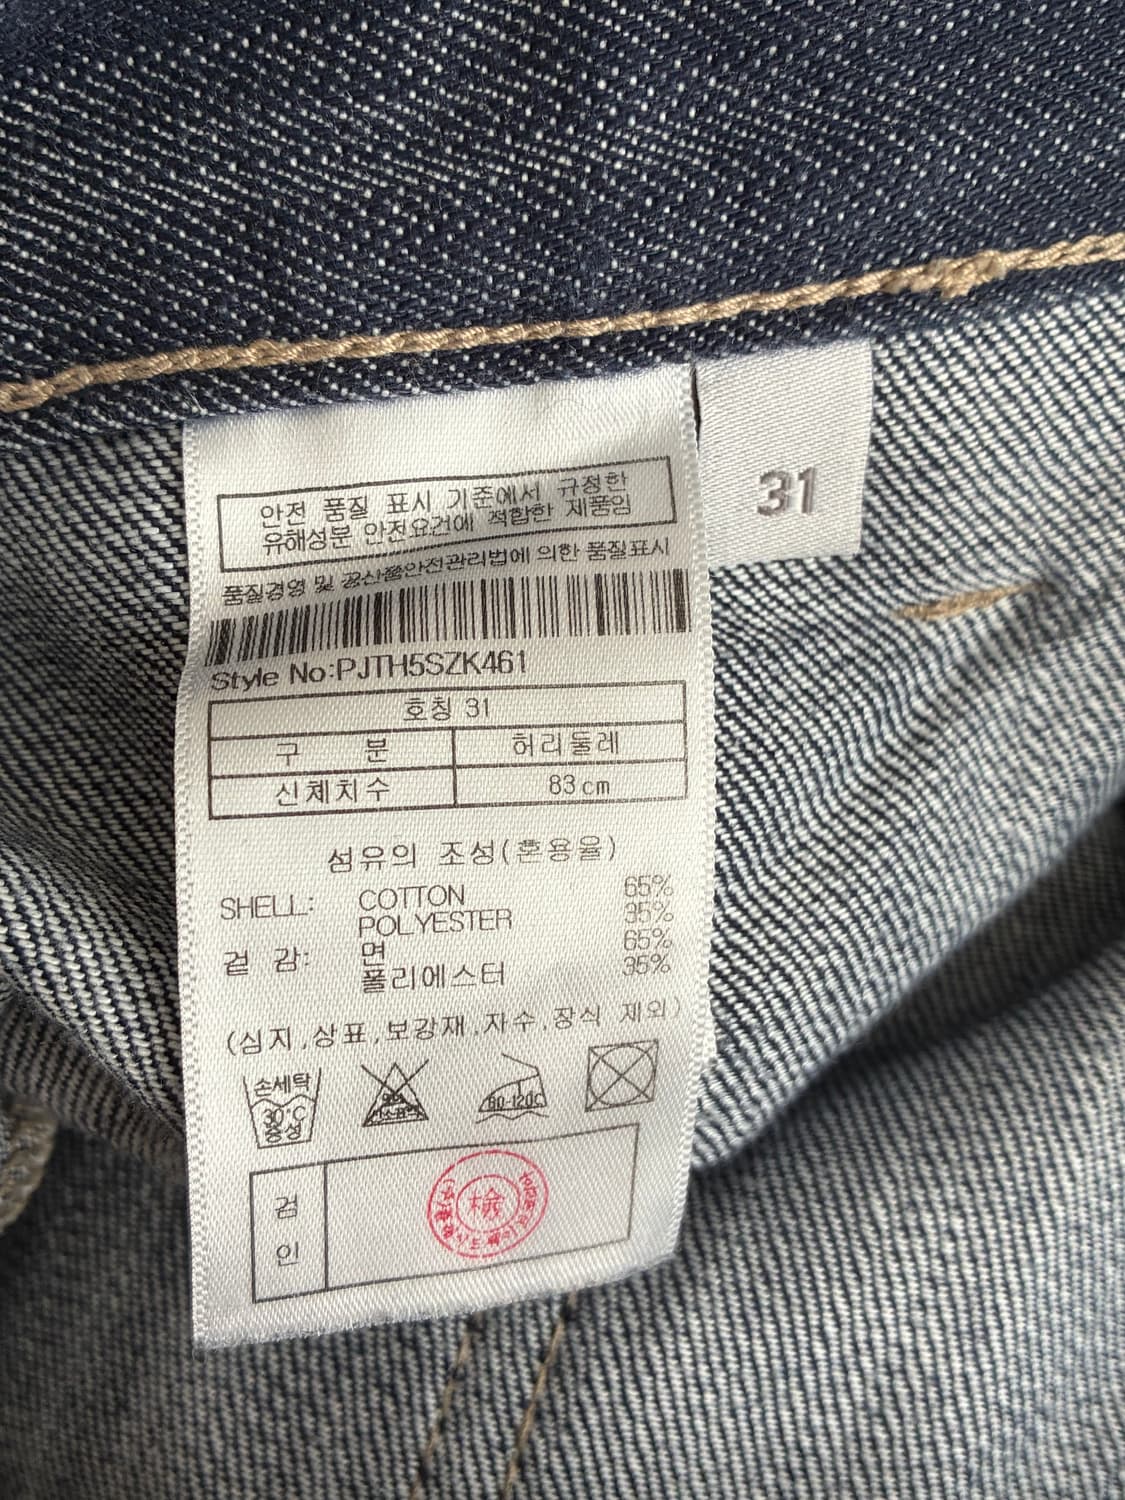 안전 품질 표시 기준에서 규정한
유해성분 안전요건에 적합한 제품임
품질경영 및 공산품안전관리법에 의한 품질표시
Style No:PJTH5SZK461
호칭 31
구 분 허리둘레
신체치수 83cm
섬유의 조성(혼용율)
SHELL: COTTON 65%
POLYESTER 35%
겉 감: 면 65%
폴리에스터 35%
(심지,상표,보강재,자수,장식 제외)
손세탁
30°C
중성
80-120C
검
인
檢
31